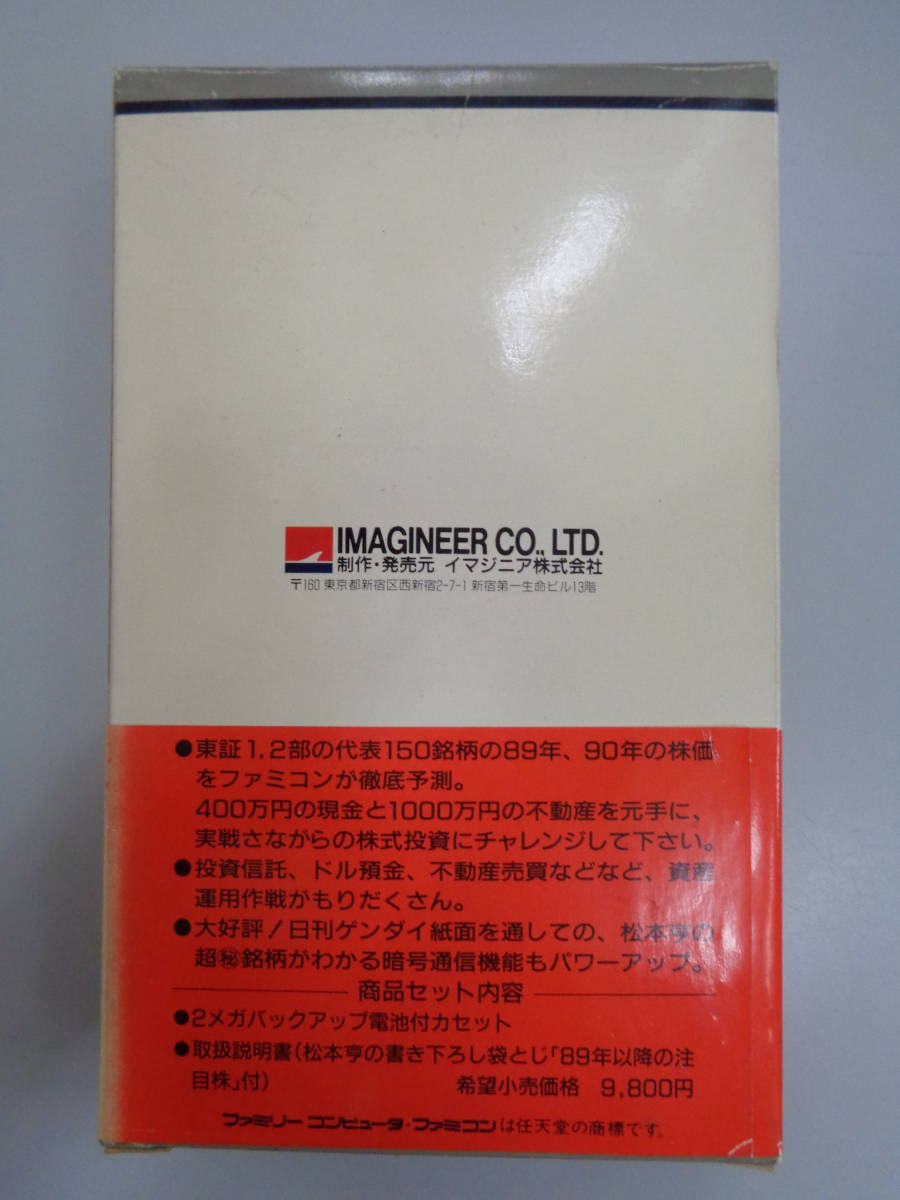 IMAGINEER CO., LTD.
制作・発売元 イマジニア株式会社
〒160 東京都新宿区西新宿2-7-1 新宿第一生命ビル13階
●東証1,2部の代表150銘柄の89年、90年の株価
をファミコンが徹底予測。
400万円の現金と1000万円の不動産を元手に、
実戦さながらの株式投資にチャレンジして下さい。
●投資信託、ドル預金、不動産売買などなど、資産
運用作戦がもりだくさん。
●大好評!日刊ゲンダイ紙面を通しての、松本亨の
超㊙銘柄がわかる暗号通信機能もパワーアップ。
商品セット内容
●2メガバックアップ電池付カセット
●取扱説明書(松本亨の書き下ろし袋とじ「89年以降の注
目株」付) 希望小売価格 9,800円
ファミリーコンピュータ・ファミコンは任天堂の商標です。